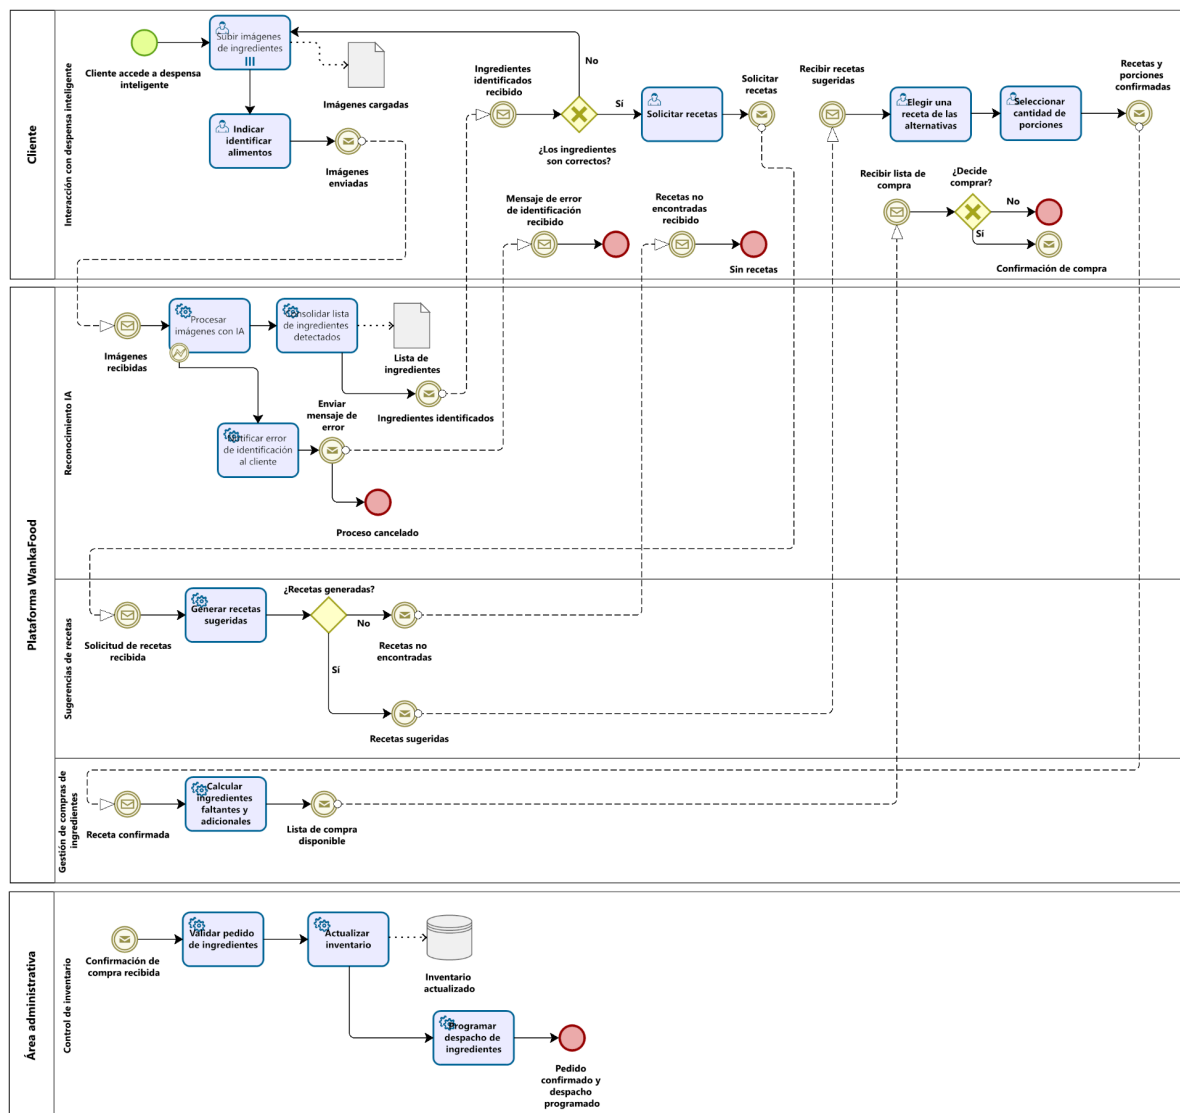 Cliente
Interacción con despensa inteligente
Cliente accede a despensa
inteligente
Subir imágenes
de ingredientes
Imágenes cargadas
Indicar
identificar
alimentos
Imágenes
enviadas
Ingredientes
identificados
recibido
No
Sí
¿Los ingredientes
son correctos?
Solicitar recetas
Solicitar
recetas
Recibir recetas
sugeridas
Elegir una
receta de las
alternativas
Seleccionar
cantidad de
porciones
Recetas y
porciones
confirmadas
Mensaje de error
de identificación
recibido
Recetas no
encontradas
recibido
Sin recetas
Recibir lista de
compra
¿Decide
comprar?
No
Sí
Confirmación de compra
Plataforma WankaFood
Reconocimiento IA
Imágenes
recibidas
Procesar
imágenes con IA
Consolidar lista
de ingredientes
detectados
Lista de
ingredientes
Ingredientes identificados
Notificar error
de identificación
al cliente
Enviar
mensaje de
error
Proceso cancelado
Sugerencias de recetas
Solicitud de recetas
recibida
Generar recetas
sugeridas
¿Recetas generadas?
No
Sí
Recetas no
encontradas
Recetas sugeridas
Gestión de compras de
ingredientes
Receta confirmada
Calcular
ingredientes
faltantes y
adicionales
Lista de compra
disponible
Área administrativa
Control de inventario
Confirmación de
compra recibida
Validar pedido
de ingredientes
Actualizar
inventario
Inventario
actualizado
Programar
despacho de
ingredientes
Pedido
confirmado y
despacho
programado